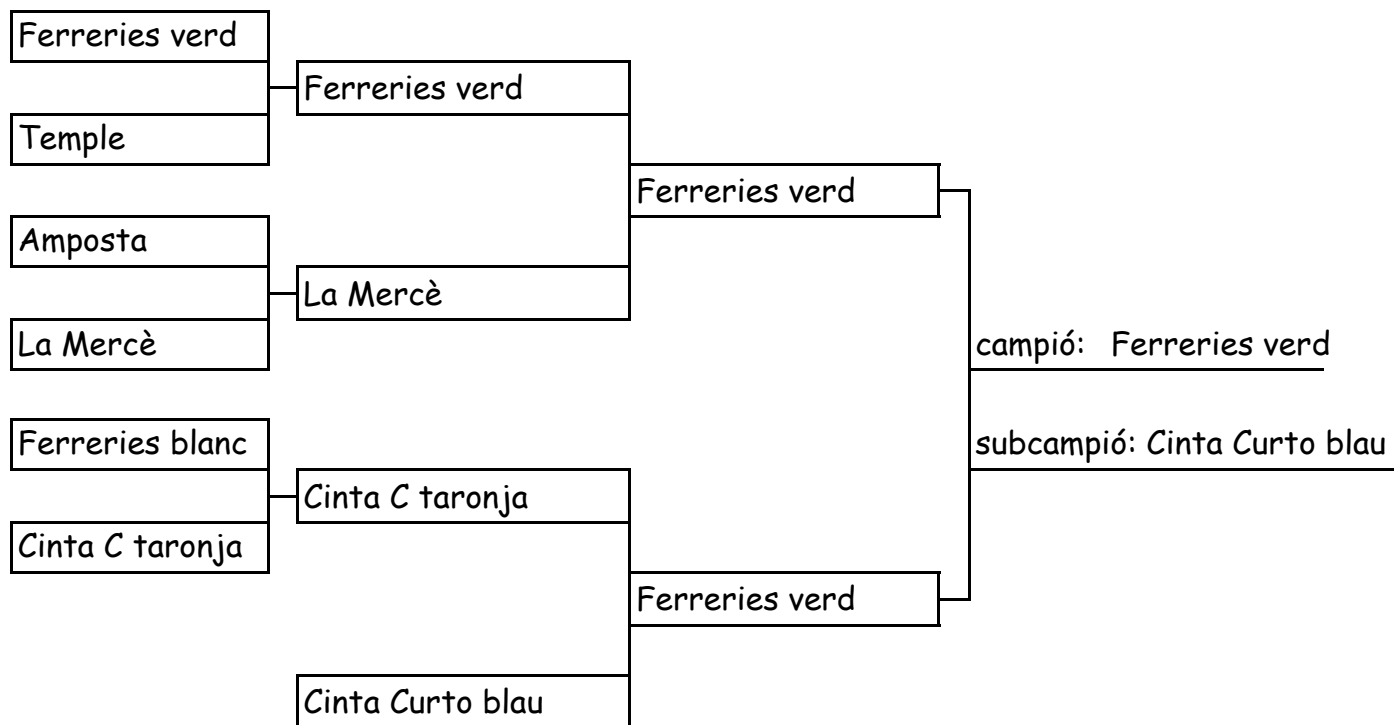 Ferreries verd
Ferreries verd
Temple
Ferreries verd
Amposta
La Mercè
La Mercè
campió: Ferreries verd
Ferreries blanc
subcampió: Cinta Curto blau
Cinta C taronja
Cinta C taronja
Ferreries verd
Cinta Curto blau